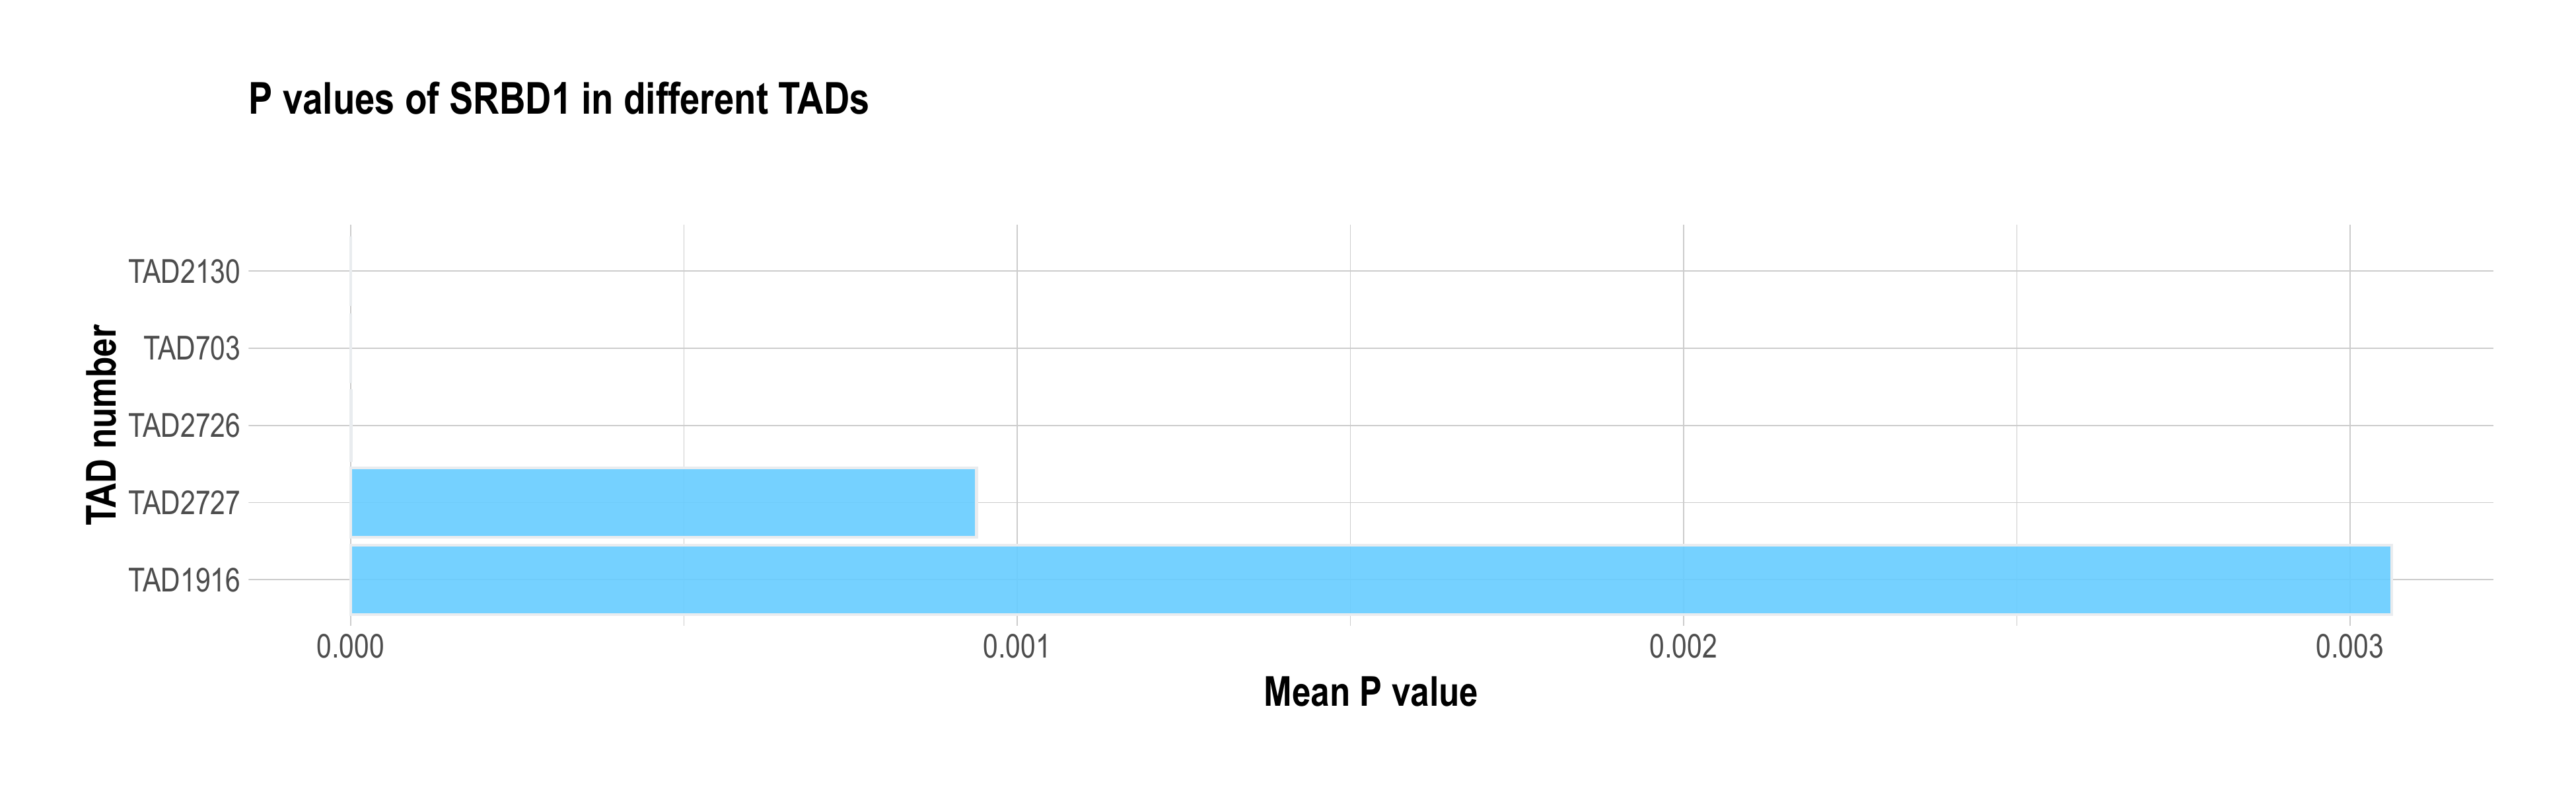 P values of SRBD1 in different TADs
TAD number
TAD2130
TAD703
TAD2726
TAD2727
TAD1916
0.000 0.001 0.002 0.003
Mean P value